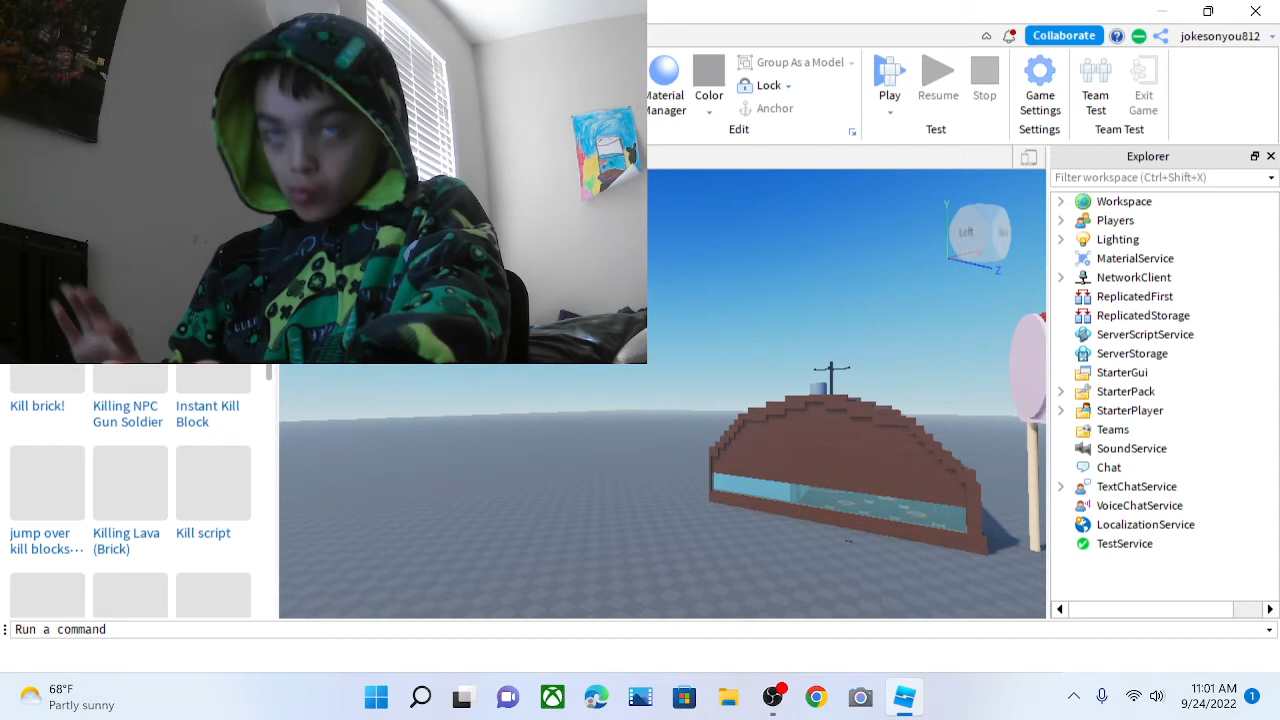 Collaborate
jokesonyou812
Material
Manager
Color
Group As a Model
Lock
Anchor
Edit
Play
Resume
Stop
Test
Game
Settings
Settings
Team
Test
Exit
Game
Team Test
Explorer
Filter workspace (Ctrl+Shift+X)
Workspace
Players
Lighting
MaterialService
NetworkClient
ReplicatedFirst
ReplicatedStorage
ServerScriptService
ServerStorage
StarterGui
StarterPack
StarterPlayer
Teams
SoundService
Chat
TextChatService
VoiceChatService
LocalizationService
TestService
Y
Left
X
Z
Kill brick!
Killing NPC
Gun Soldier
Instant Kill
Block
jump over
kill blocks...
Killing Lava
(Brick)
Kill script
Run a command
68°F
Partly sunny
11:01 AM
9/24/2022
1